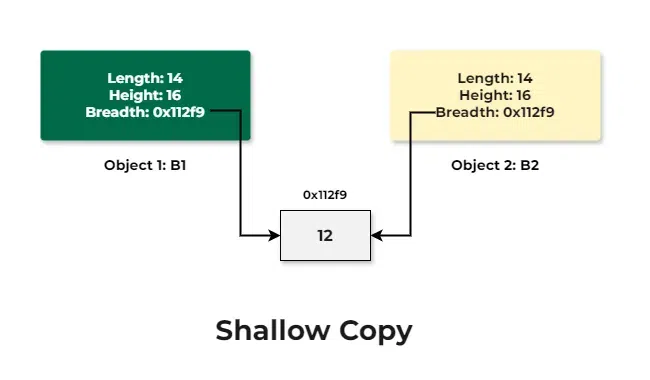 Length: 14
Height: 16
Breadth: 0x112f9
Object 1: B1
Length: 14
Height: 16
Breadth: 0x112f9
Object 2: B2
0x112f9
12
Shallow Copy